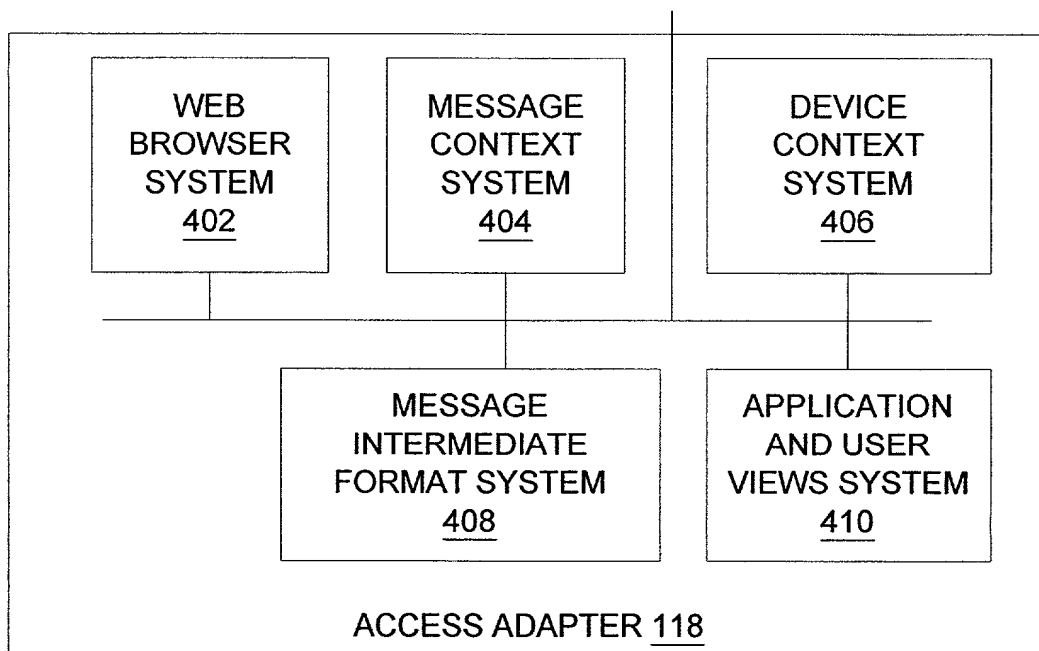 WEB
BROWSER
SYSTEM
402
MESSAGE
CONTEXT
SYSTEM
404
DEVICE
CONTEXT
SYSTEM
406
MESSAGE
INTERMEDIATE
FORMAT SYSTEM
408
APPLICATION
AND USER
VIEWS SYSTEM
410
ACCESS ADAPTER 118